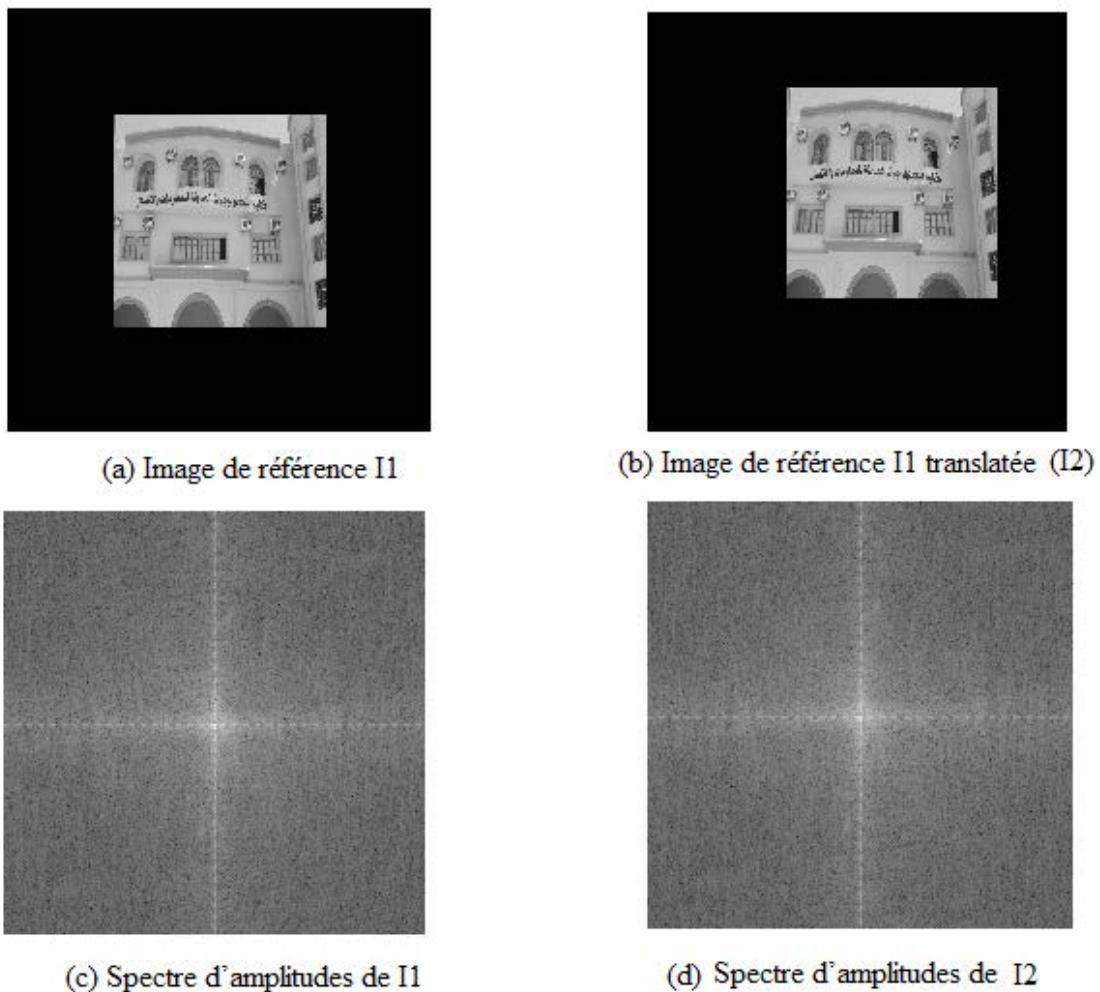 (a) Image de référence I1
(b) Image de référence I1 translatée (I2)
(c) Spectre d'amplitudes de I1
(d) Spectre d'amplitudes de I2